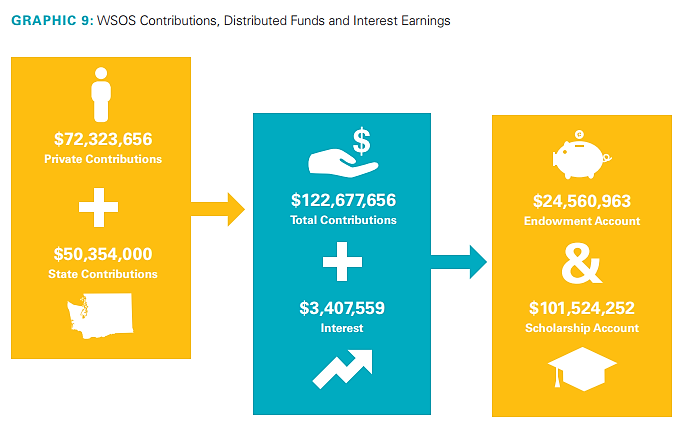 GRAPHIC 9: WSOS Contributions, Distributed Funds and Interest Earnings
$72,323,656
Private Contributions
+
$50,354,000
State Contributions
$
$122,677,656
Total Contributions
+
$3,407,559
Interest
$24,560,963
Endowment Account
&
$101,524,252
Scholarship Account